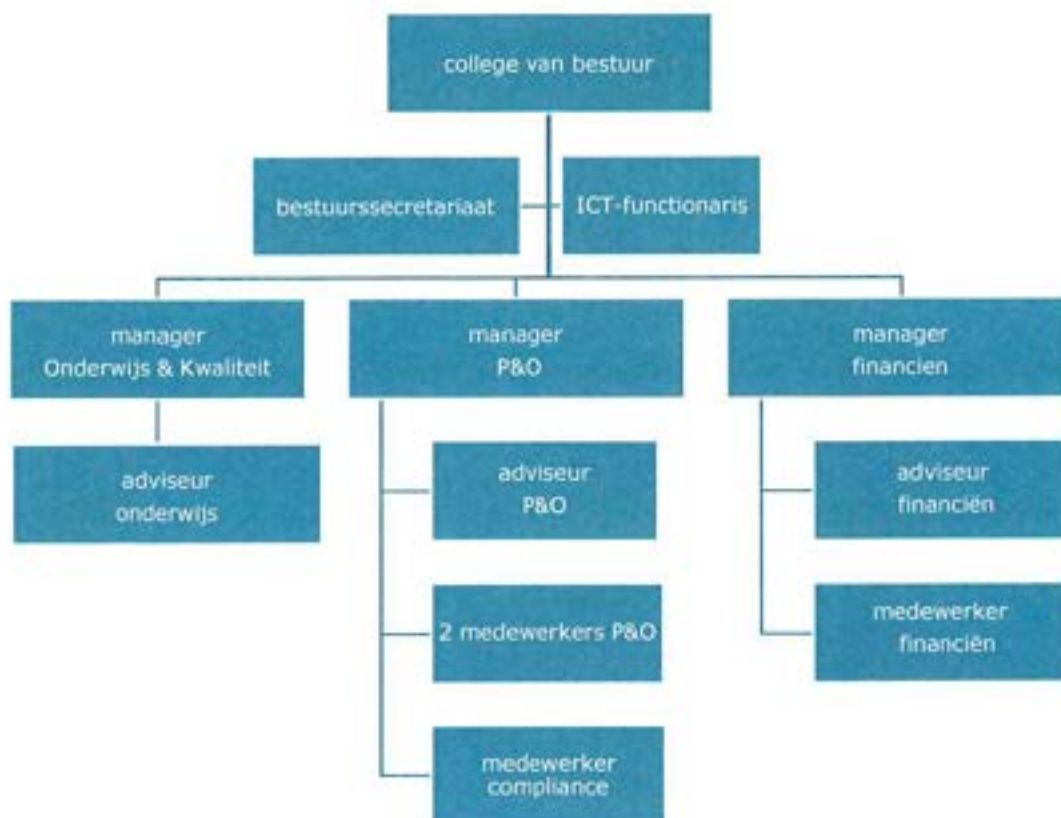 college van bestuur
bestuurssecretariaat
ICT-functionaris
manager
Onderwijs & Kwaliteit
manager
P&O
manager
financien
adviseur
onderwijs
adviseur
P&O
2 medewerkers P&O
medewerker
compliance
adviseur
financiën
medewerker
financiën